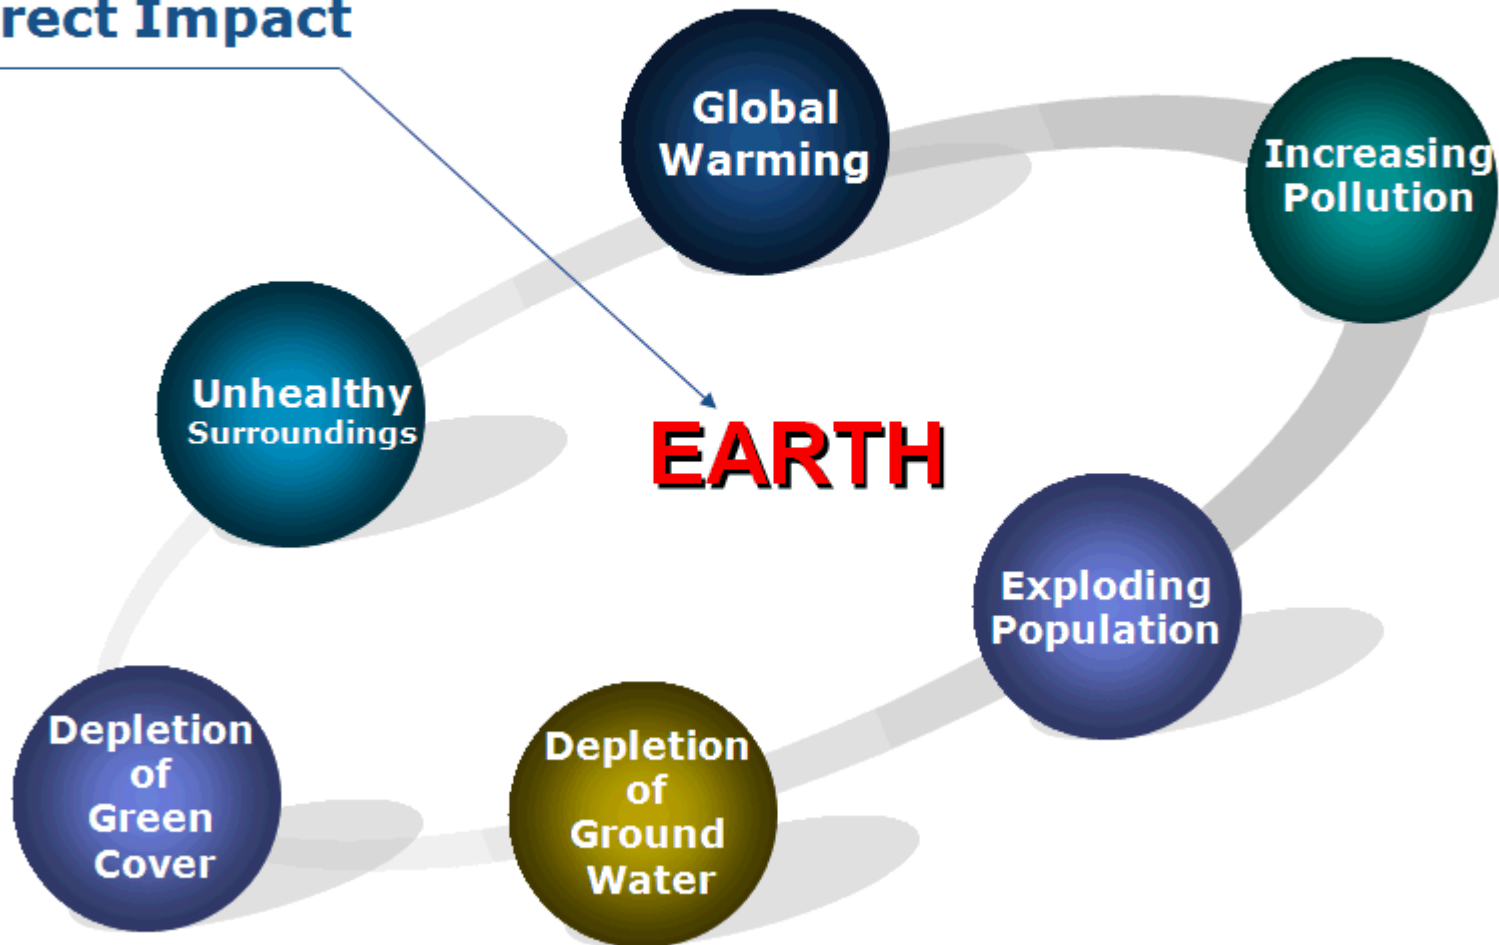 rect Impact
Global
Warming
Increasing
Pollution
Unhealthy
Surroundings
EARTH
Exploding
Population
Depletion
of
Green
Cover
Depletion
of
Ground
Water